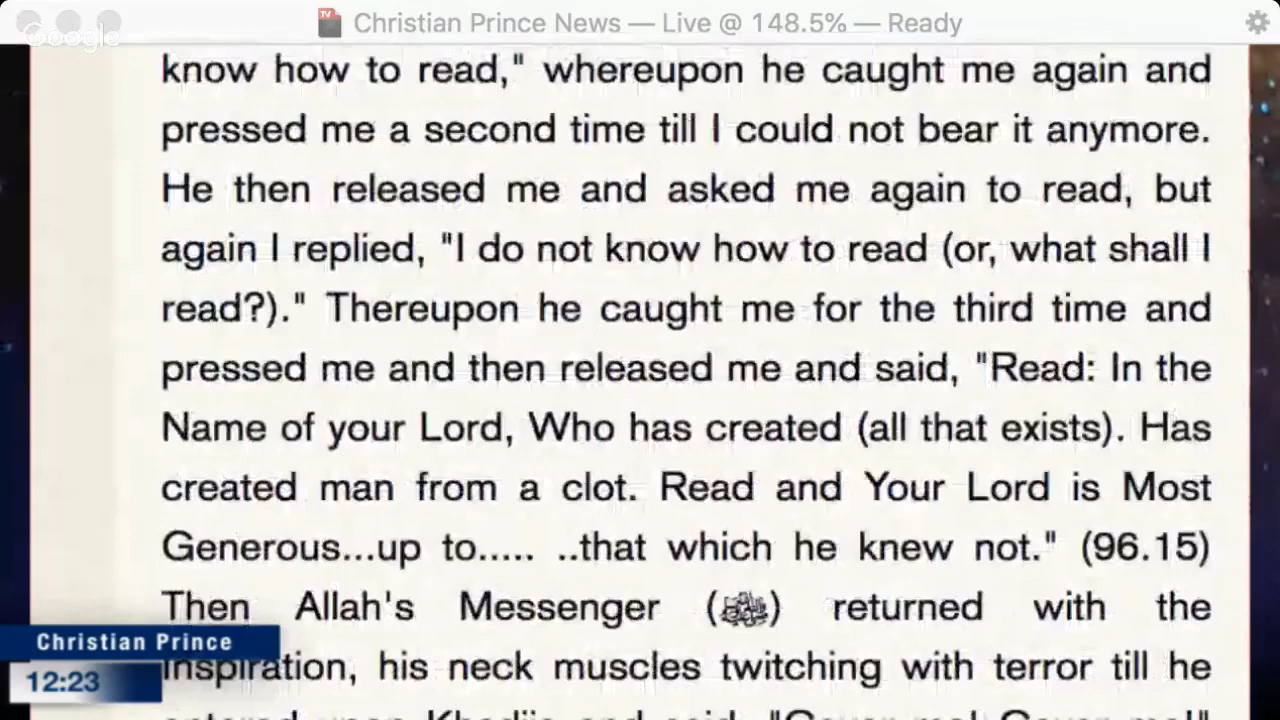 Christian Prince News — Live @ 148.5% — Ready
Google
know how to read," whereupon he caught me again and
pressed me a second time till I could not bear it anymore.
He then released me and asked me again to read, but
again I replied, "I do not know how to read (or, what shall I
read?)." Thereupon he caught me for the third time and
pressed me and then released me and said, "Read: In the
Name of your Lord, Who has created (all that exists). Has
created man from a clot. Read and Your Lord is Most
Generous...up to..... ..that which he knew not." (96.15)
Then Allah's Messenger (ﷺ) returned with the
inspiration, his neck muscles twitching with terror till he
Christian Prince
12:23